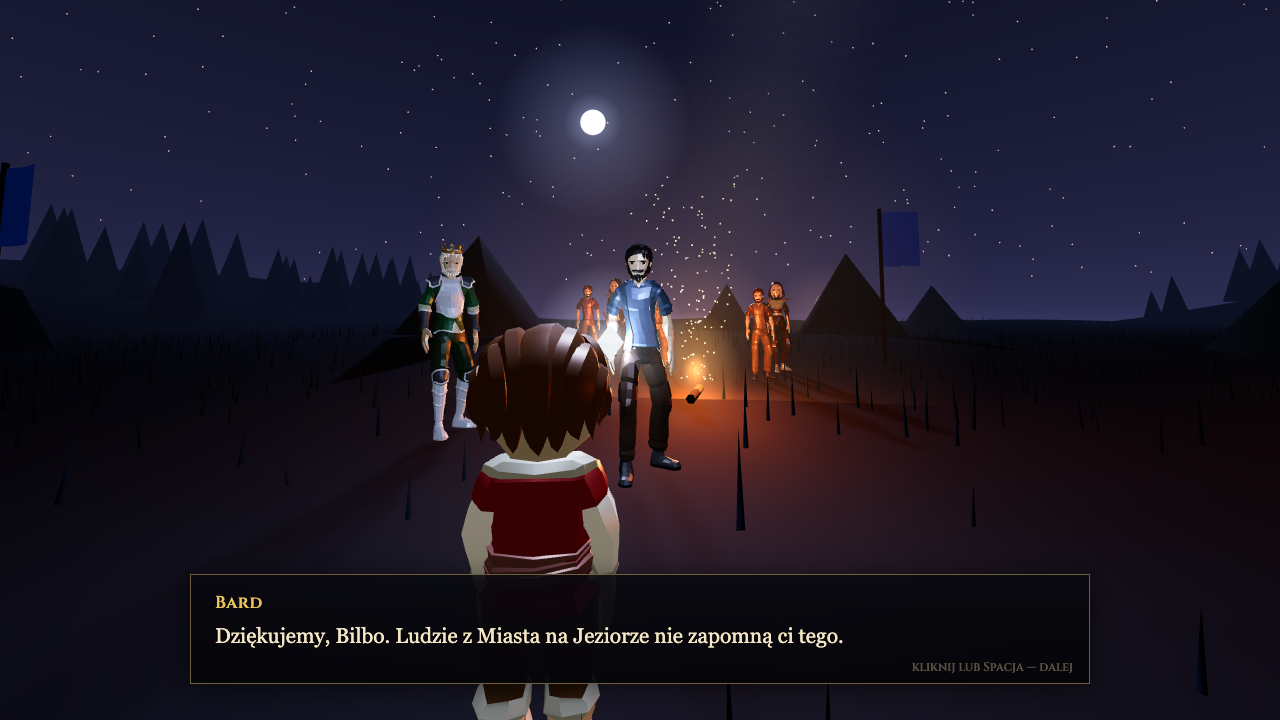 Bard
Dziękujemy, Bilbo. Ludzie z Miasta na Jeziorze nie zapomną ci tego.
kliknij lub Spacja — dalej